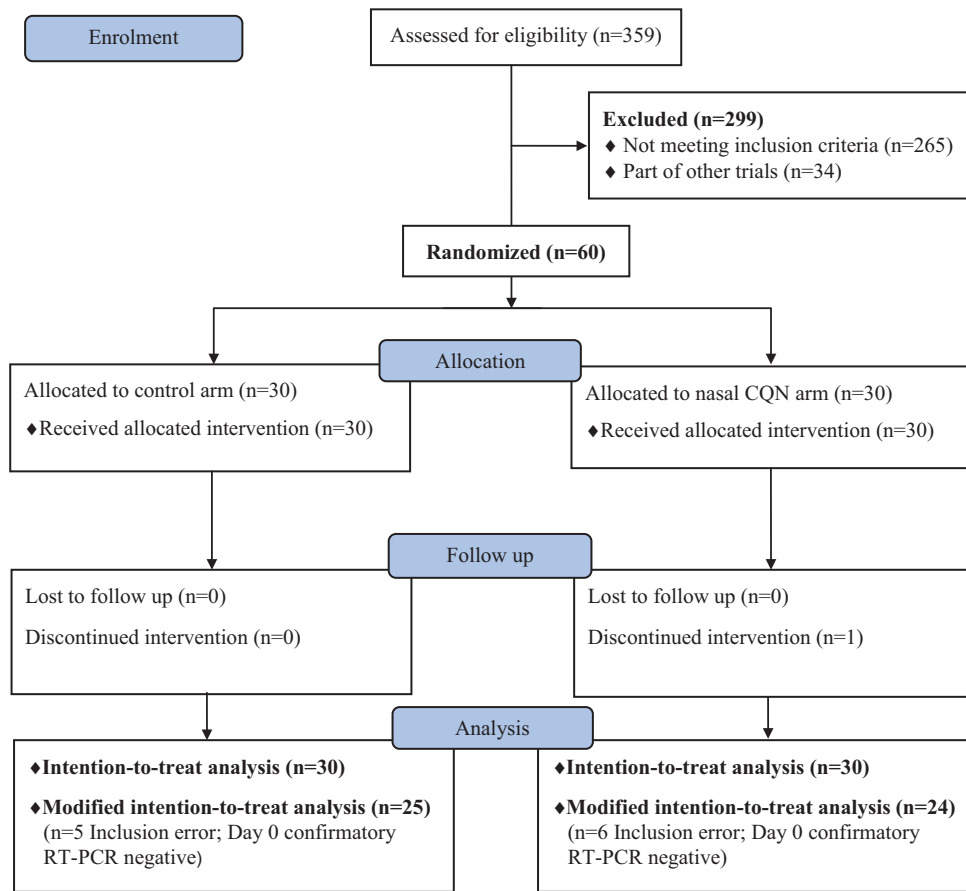 Enrolment
Assessed for eligibility (n=359)
Excluded (n=299)
♦ Not meeting inclusion criteria (n=265)
♦ Part of other trials (n=34)
Randomized (n=60)
Allocation
Allocated to control arm (n=30)
♦Received allocated intervention (n=30)
Allocated to nasal CQN arm (n=30)
♦Received allocated intervention (n=30)
Follow up
Lost to follow up (n=0)
Discontinued intervention (n=0)
Lost to follow up (n=0)
Discontinued intervention (n=1)
Analysis
♦Intention-to-treat analysis (n=30)
♦Modified intention-to-treat analysis (n=25)
(n=5 Inclusion error; Day 0 confirmatory
RT-PCR negative)
♦Intention-to-treat analysis (n=30)
♦Modified intention-to-treat analysis (n=24)
(n=6 Inclusion error; Day 0 confirmatory
RT-PCR negative)